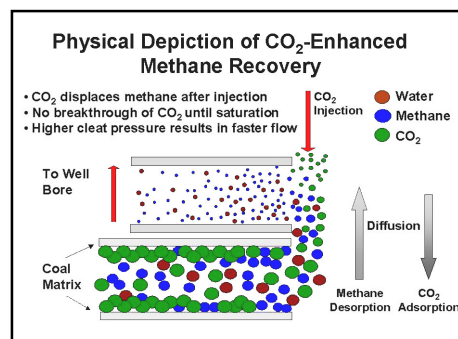 Physical Depiction of CO2-Enhanced
Methane Recovery
• CO2 displaces methane after injection
• No breakthrough of CO2 until saturation
• Higher cleat pressure results in faster flow
CO2
Injection
Water
Methane
CO2
To Well
Bore
Diffusion
Coal
Matrix
Methane
Desorption
CO2
Adsorption